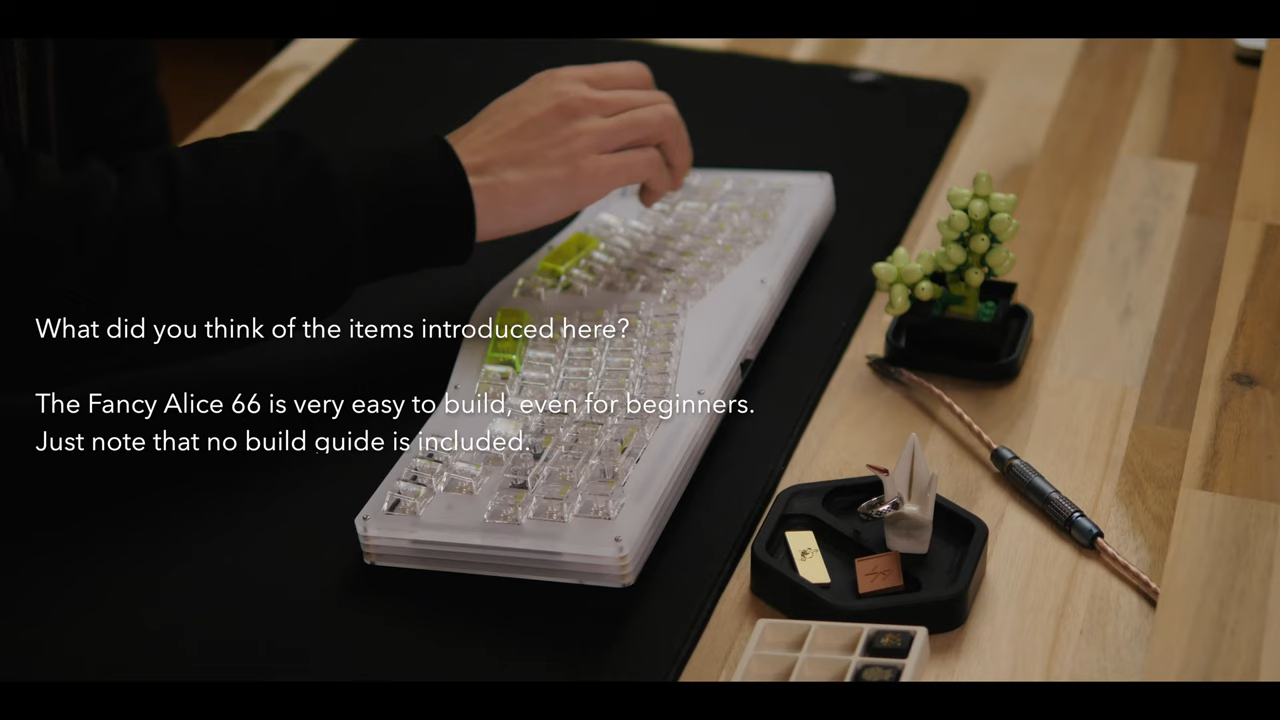 What did you think of the items introduced here?
The Fancy Alice 66 is very easy to build, even for beginners.
Just note that no build guide is included.